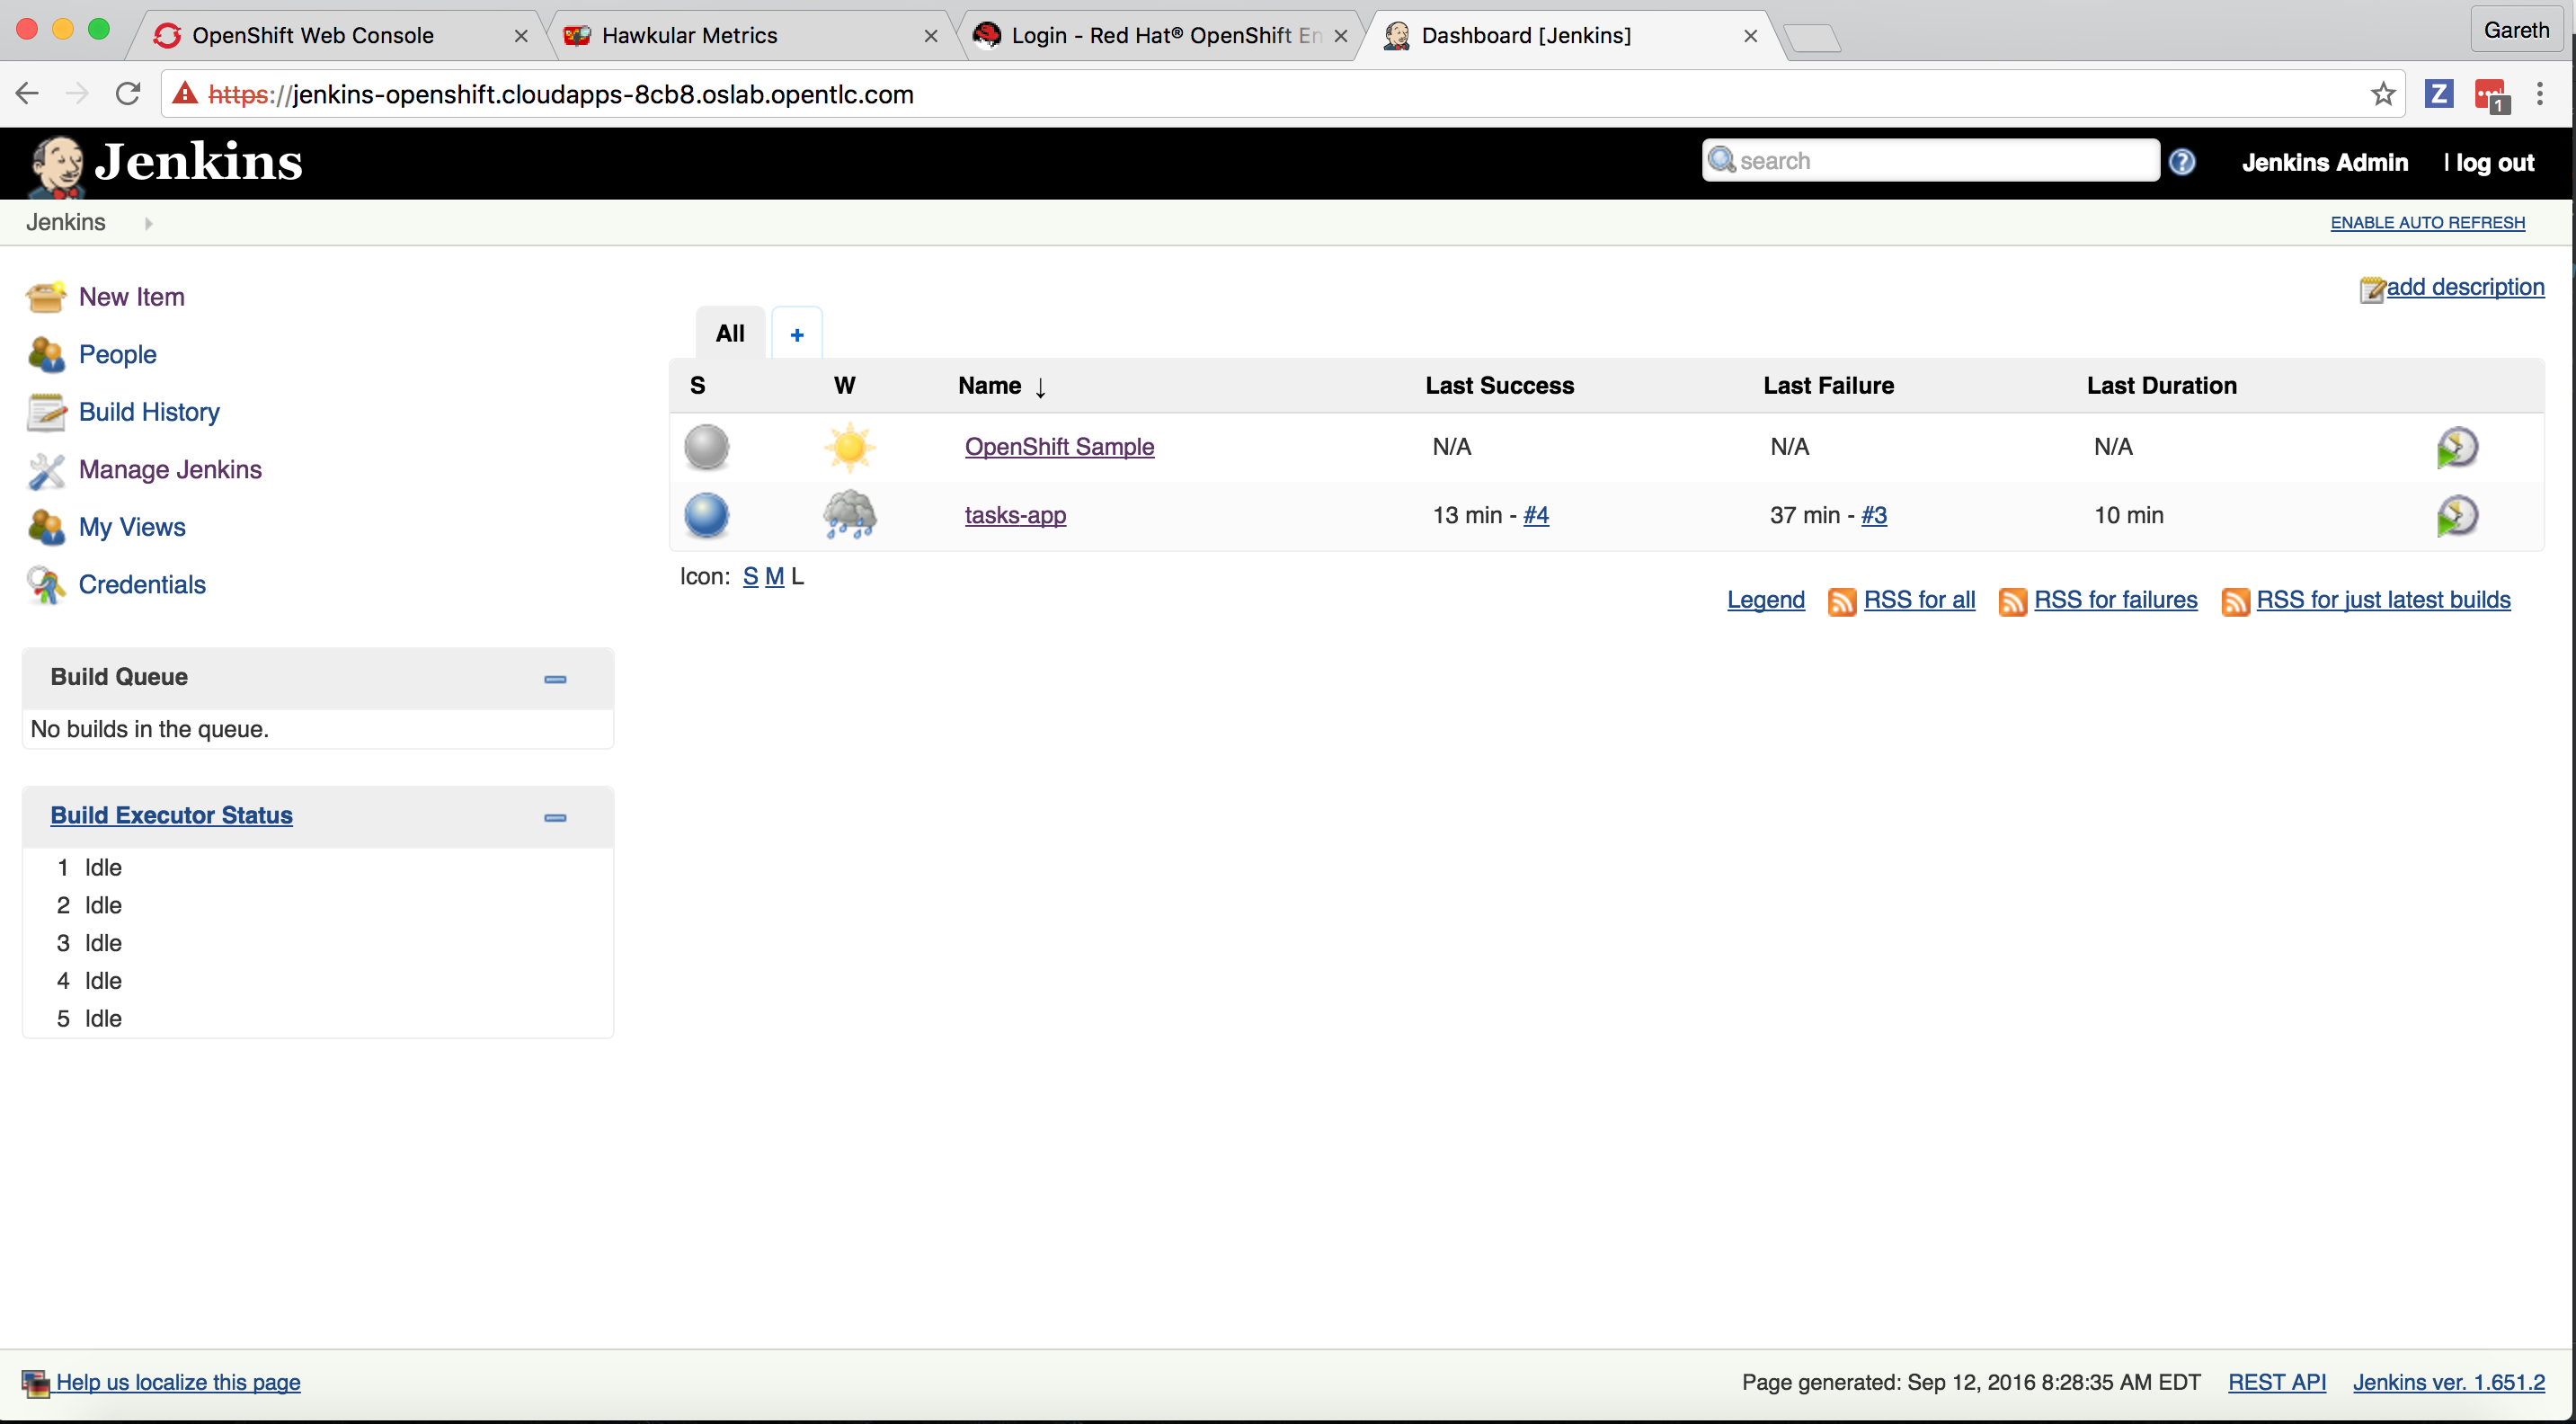 OpenShift Web Console
Hawkular Metrics
Login - Red Hat® OpenShift En
Dashboard [Jenkins]
Gareth
https://jenkins-openshift.cloudapps-8cb8.oslab.opentlc.com
Z
1
Jenkins
search
?
Jenkins Admin
| log out
Jenkins
ENABLE AUTO REFRESH
New Item
People
Build History
Manage Jenkins
My Views
Credentials
add description
All +
S W Name ↓ Last Success Last Failure Last Duration
OpenShift Sample N/A N/A N/A
tasks-app 13 min - #4 37 min - #3 10 min
Icon: S M L
Legend RSS for all RSS for failures RSS for just latest builds
Build Queue
No builds in the queue.
Build Executor Status
1 Idle
2 Idle
3 Idle
4 Idle
5 Idle
Help us localize this page
Page generated: Sep 12, 2016 8:28:35 AM EDT REST API Jenkins ver. 1.651.2